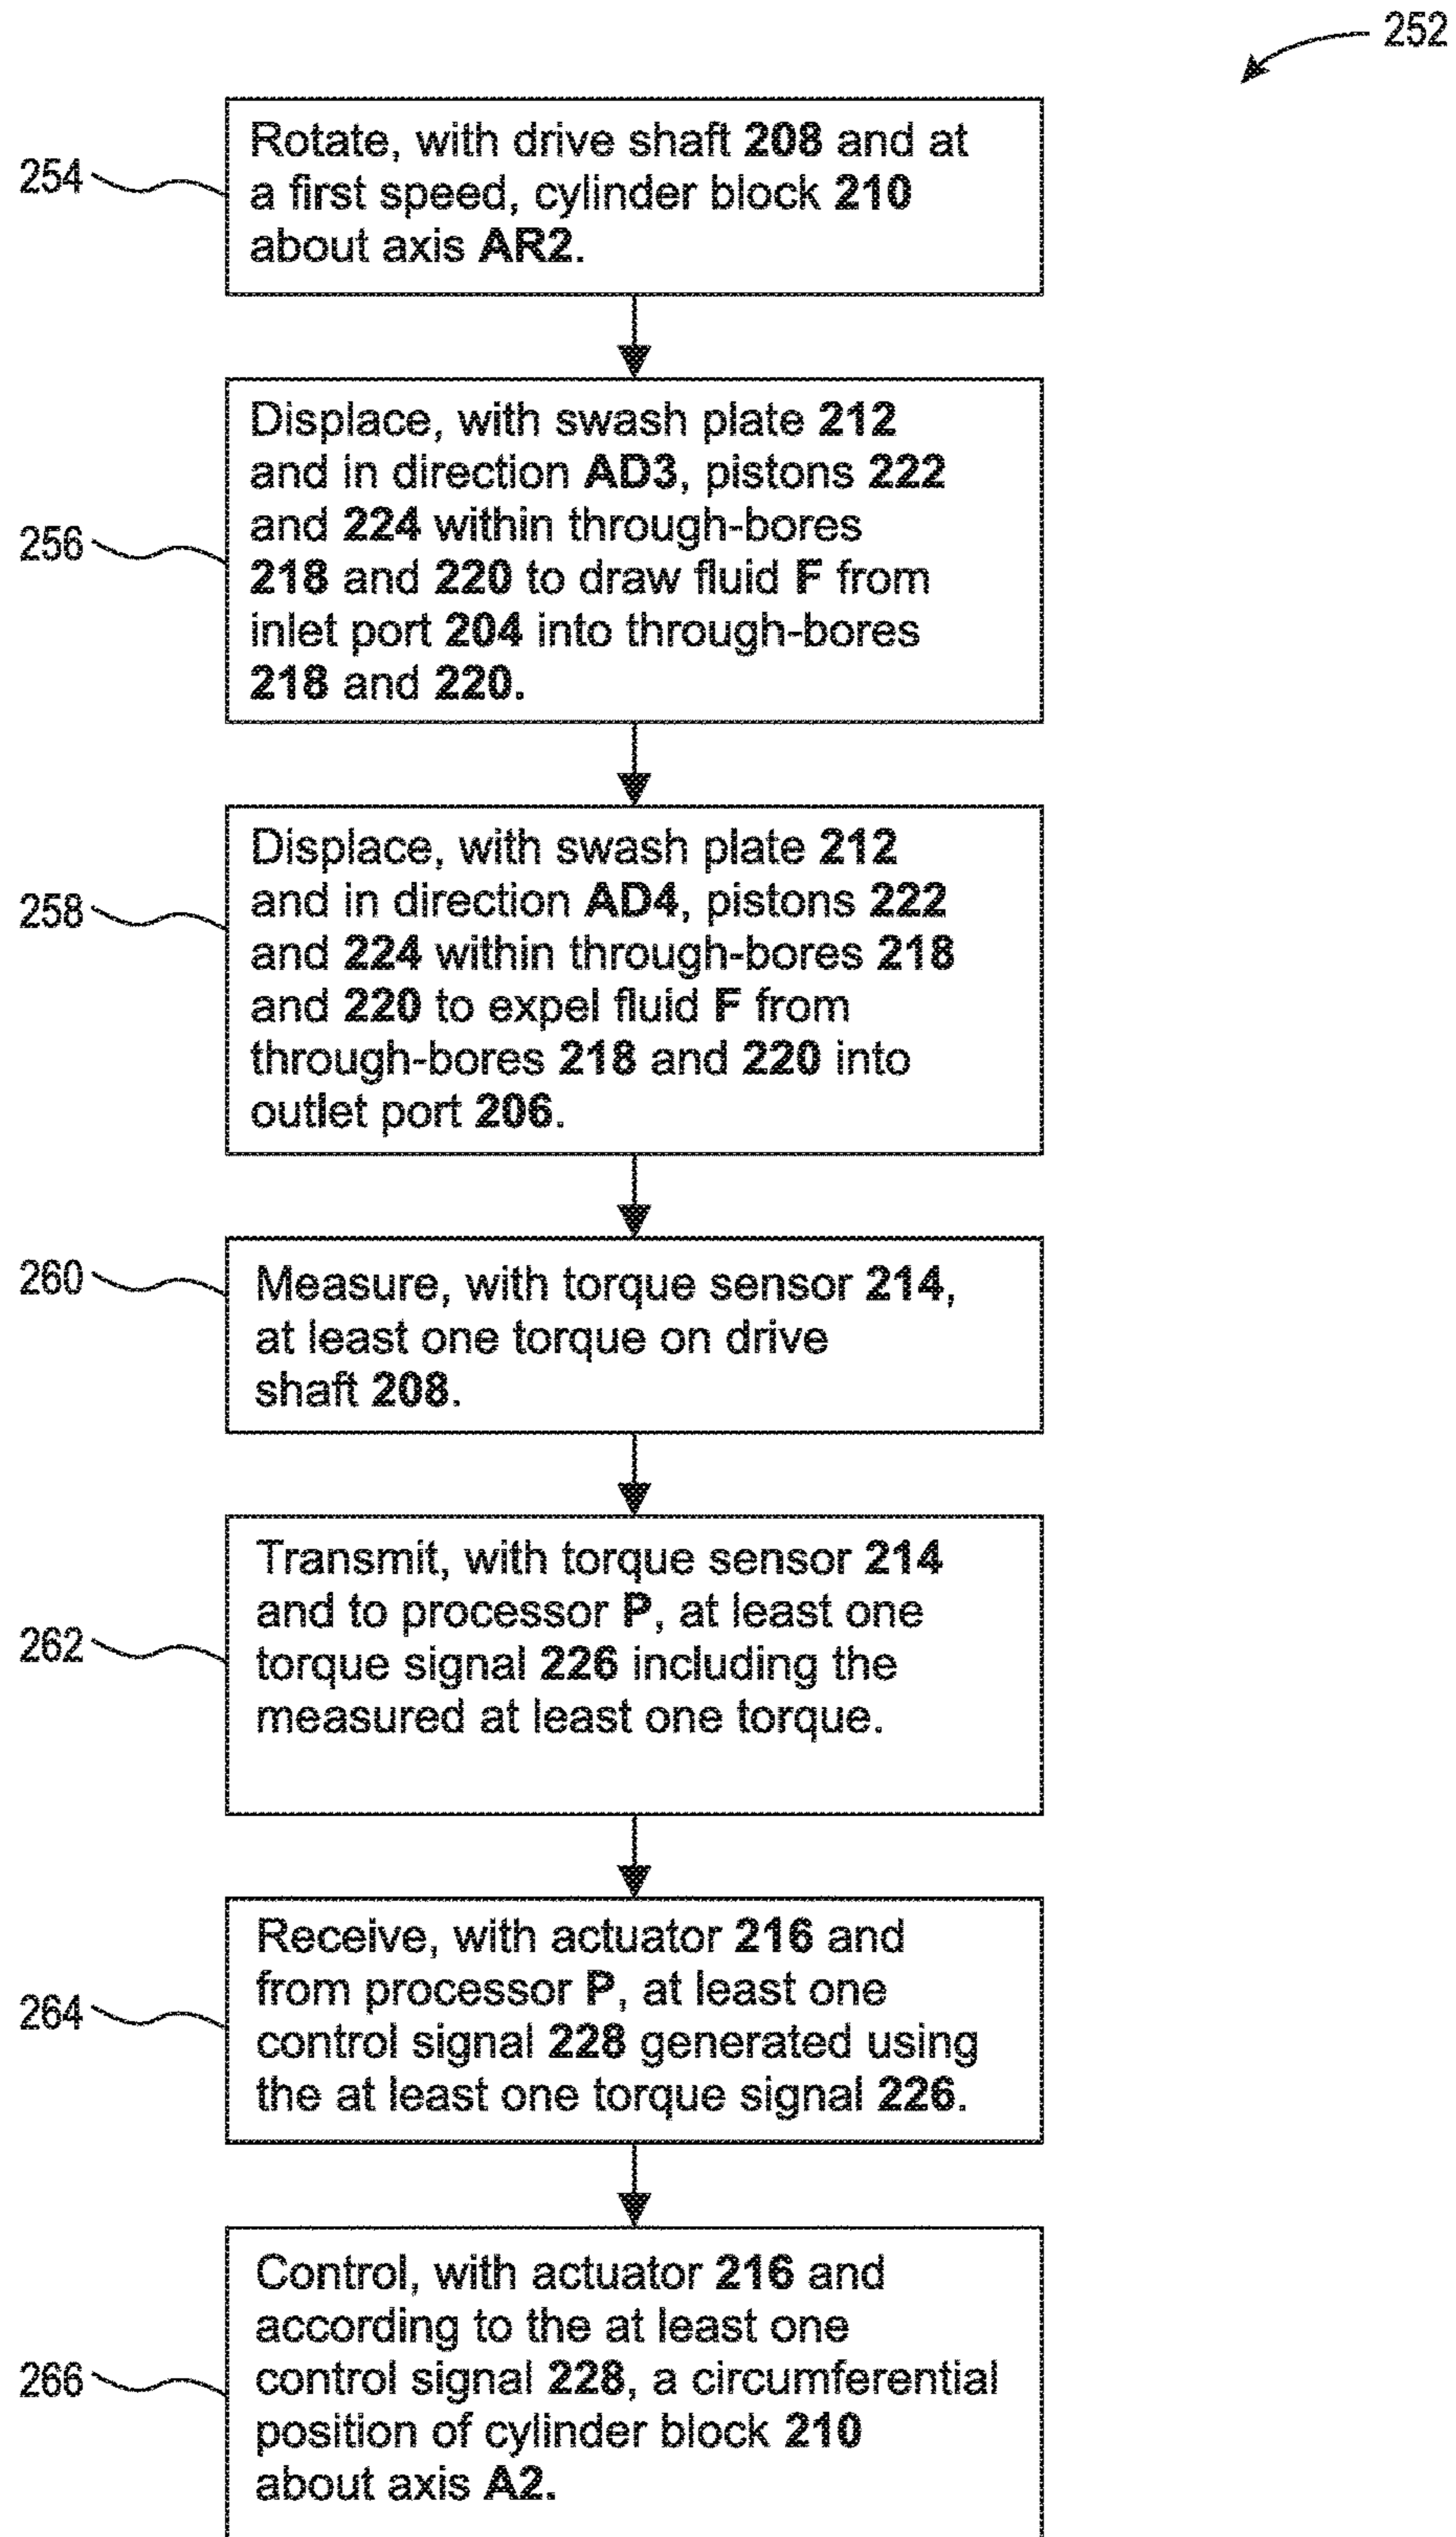 252
254
Rotate, with drive shaft 208 and at
a first speed, cylinder block 210
about axis AR2.
256
Displace, with swash plate 212
and in direction AD3, pistons 222
and 224 within through-bores
218 and 220 to draw fluid F from
inlet port 204 into through-bores
218 and 220.
258
Displace, with swash plate 212
and in direction AD4, pistons 222
and 224 within through-bores 218
and 220 to expel fluid F from
through-bores 218 and 220 into
outlet port 206.
260
Measure, with torque sensor 214,
at least one torque on drive
shaft 208.
262
Transmit, with torque sensor 214
and to processor P, at least one
torque signal 226 including the
measured at least one torque.
264
Receive, with actuator 216 and
from processor P, at least one
control signal 228 generated using
the at least one torque signal 226.
266
Control, with actuator 216 and
according to the at least one
control signal 228, a circumferential
position of cylinder block 210
about axis A2.